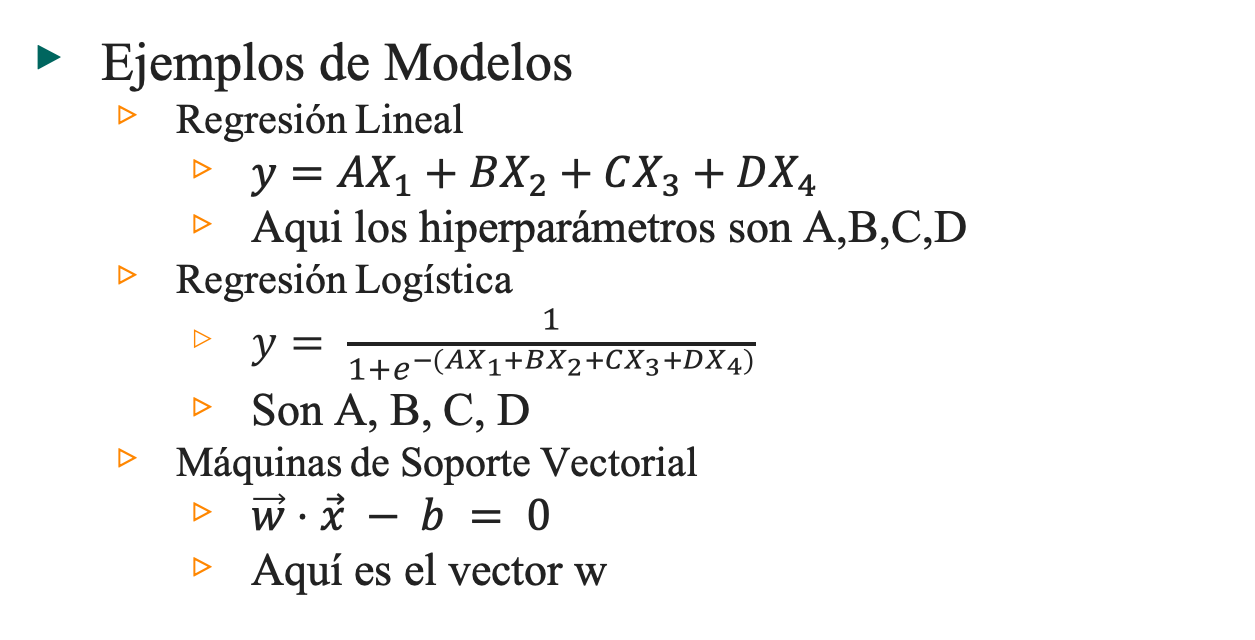 Ejemplos de Modelos
Regresión Lineal
y = AX₁ + BX₂ + CX₃ + DX₄
Aqui los hiperparámetros son A,B,C,D
Regresión Logística
y = 1 / 1+e^−(AX₁+BX₂+CX₃+DX₄)
Son A, B, C, D
Máquinas de Soporte Vectorial
w⃗ · x⃗ − b = 0
Aquí es el vector w